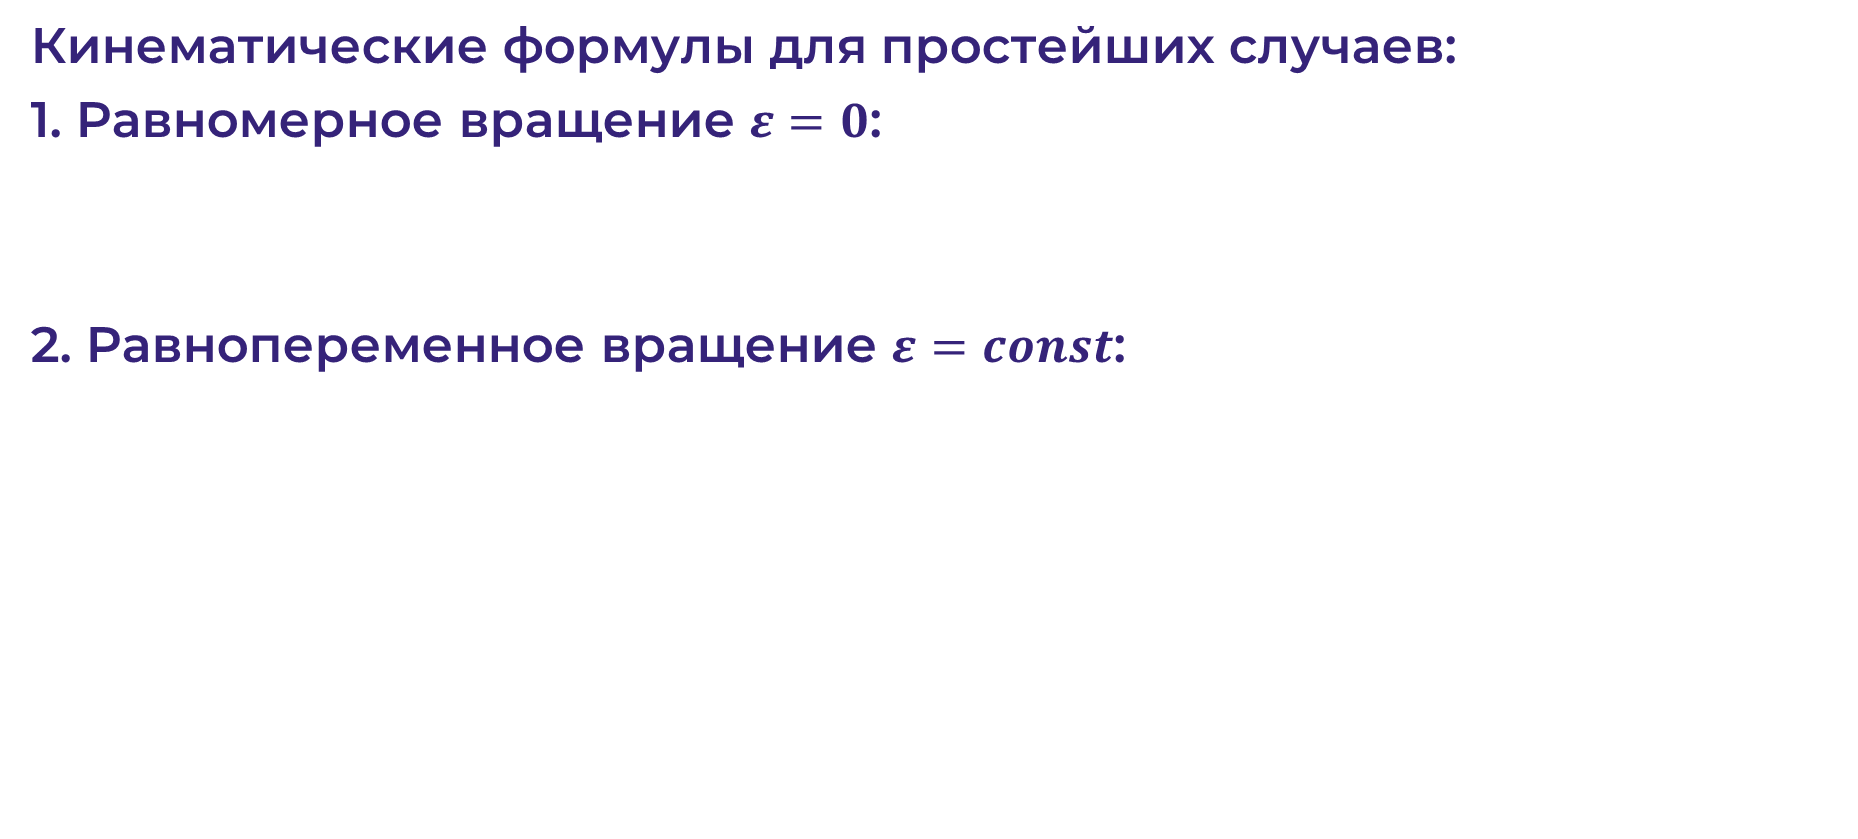 Кинематические формулы для простейших случаев:
1. Равномерное вращение ε = 0:
2. Равнопеременное вращение ε = const: